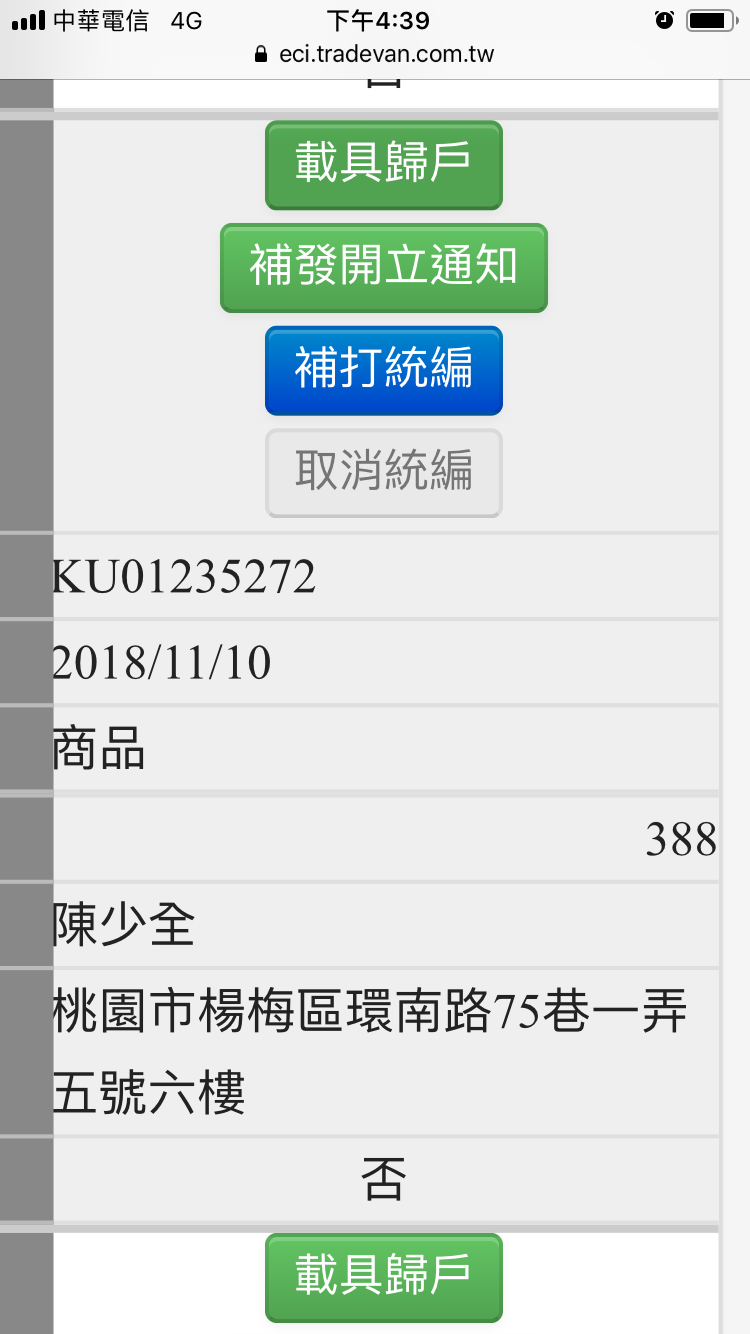 中華電信 4G 下午4:39
eci.tradevan.com.tw
載具歸戶
補發開立通知
補打統編
取消統編
KU01235272
2018/11/10
商品
388
陳少全
桃園市楊梅區環南路75巷一弄
五號六樓
否
載具歸戶